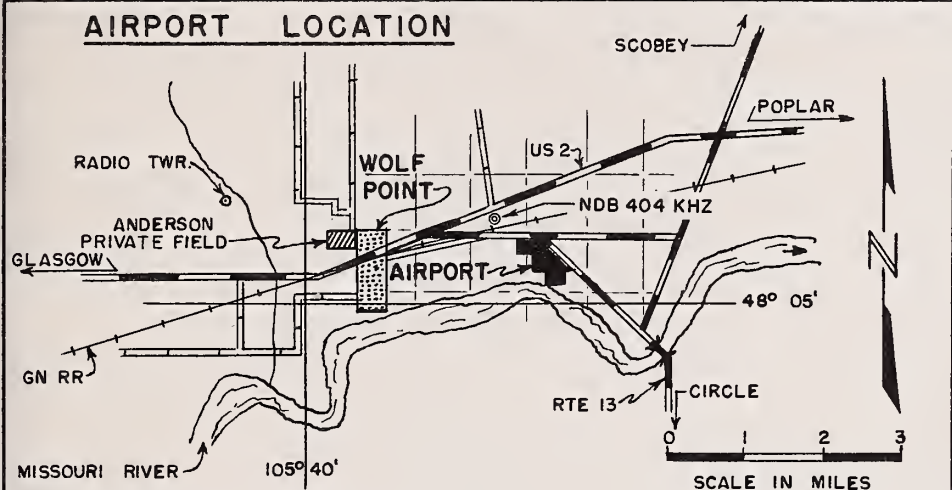 AIRPORT LOCATION
SCOBEY
POPLAR
US 2
RADIO TWR.
WOLF
POINT
NDB 404 KHZ
ANDERSON
PRIVATE FIELD
GLASGOW
AIRPORT
N
48° 05'
GN RR
RTE 13
CIRCLE
MISSOURI RIVER
105° 40'
0 1 2 3
SCALE IN MILES